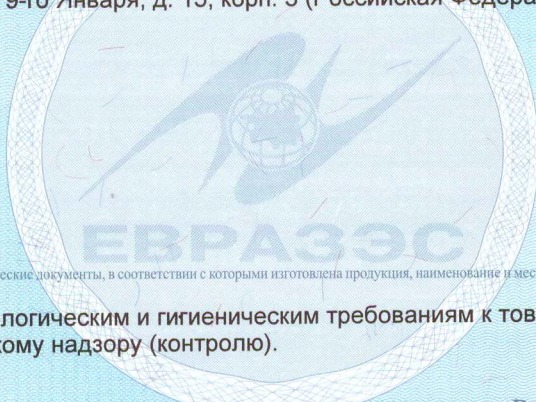 9-го Января, д. 15, корп. 3 (Российская Федера
ЕВРАЗЭС
еские документы, в соответствии с которыми изготовлена продукция, наименование и мес
логическим и гигиеническим требованиям к тов
кому надзору (контролю).